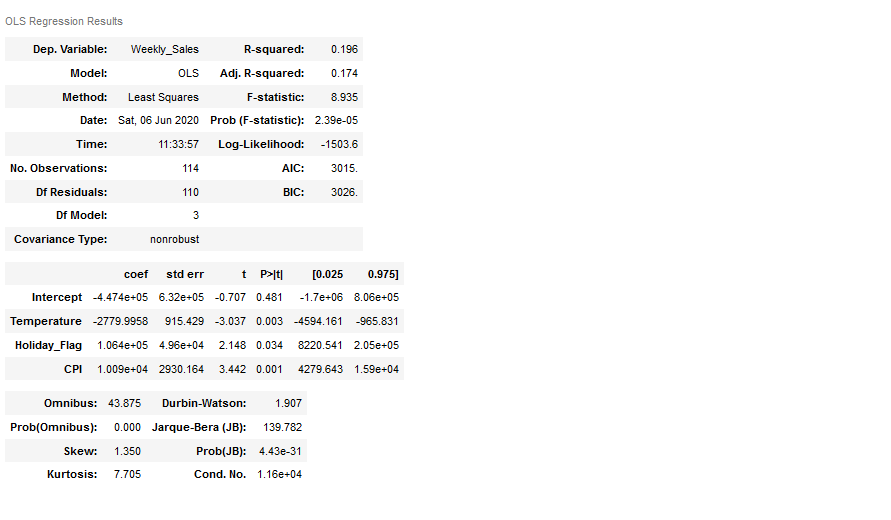 OLS Regression Results
Dep. Variable: Weekly_Sales R-squared: 0.196
Model: OLS Adj. R-squared: 0.174
Method: Least Squares F-statistic: 8.935
Date: Sat, 06 Jun 2020 Prob (F-statistic): 2.39e-05
Time: 11:33:57 Log-Likelihood: -1503.6
No. Observations: 114 AIC: 3015.
Df Residuals: 110 BIC: 3026.
Df Model: 3
Covariance Type: nonrobust
coef std err t P>|t| [0.025 0.975]
Intercept -4.474e+05 6.32e+05 -0.707 0.481 -1.7e+06 8.06e+05
Temperature -2779.9958 915.429 -3.037 0.003 -4594.161 -965.831
Holiday_Flag 1.064e+05 4.96e+04 2.148 0.034 8220.541 2.05e+05
CPI 1.009e+04 2930.164 3.442 0.001 4279.643 1.59e+04
Omnibus: 43.875 Durbin-Watson: 1.907
Prob(Omnibus): 0.000 Jarque-Bera (JB): 139.782
Skew: 1.350 Prob(JB): 4.43e-31
Kurtosis: 7.705 Cond. No. 1.16e+04